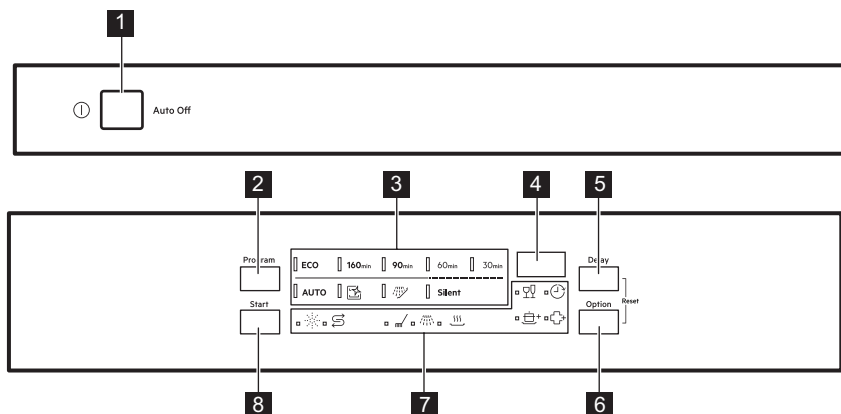 1
Auto Off
2
3
4
5
Program
ECO 160min 90min 60min 30min
Delay
AUTO Silent
Reset
Start
Option
8
7
6